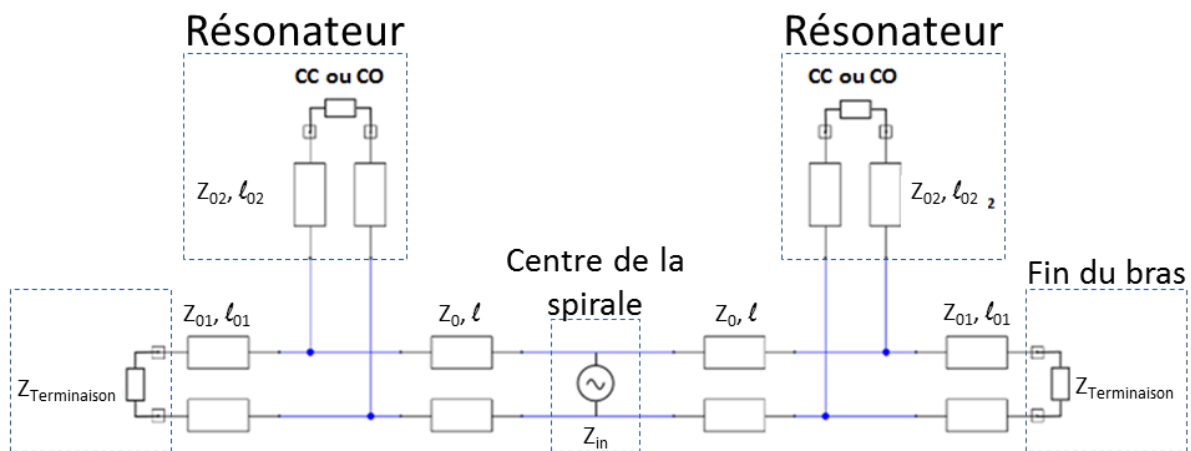 Résonateur
Résonateur
CC ou CO
CC ou CO
Z02, ℓ02
Z02, ℓ02 2
Centre de la
spirale
Fin du bras
Z01, ℓ01
Z0, ℓ
Z0, ℓ
Z01, ℓ01
ZTerminaison
ZTerminaison
Zin